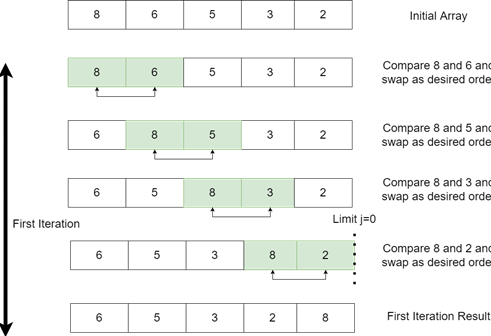 8 6 5 3 2 Initial Array
8 6 5 3 2 Compare 8 and 6 and
swap as desired orde
6 8 5 3 2 Compare 8 and 5 and
swap as desired orde
6 5 8 3 2 Compare 8 and 3 and
swap as desired orde
Limit j=0
First Iteration
6 5 3 8 2 Compare 8 and 2 and
swap as desired orde
6 5 3 2 8 First Iteration Result